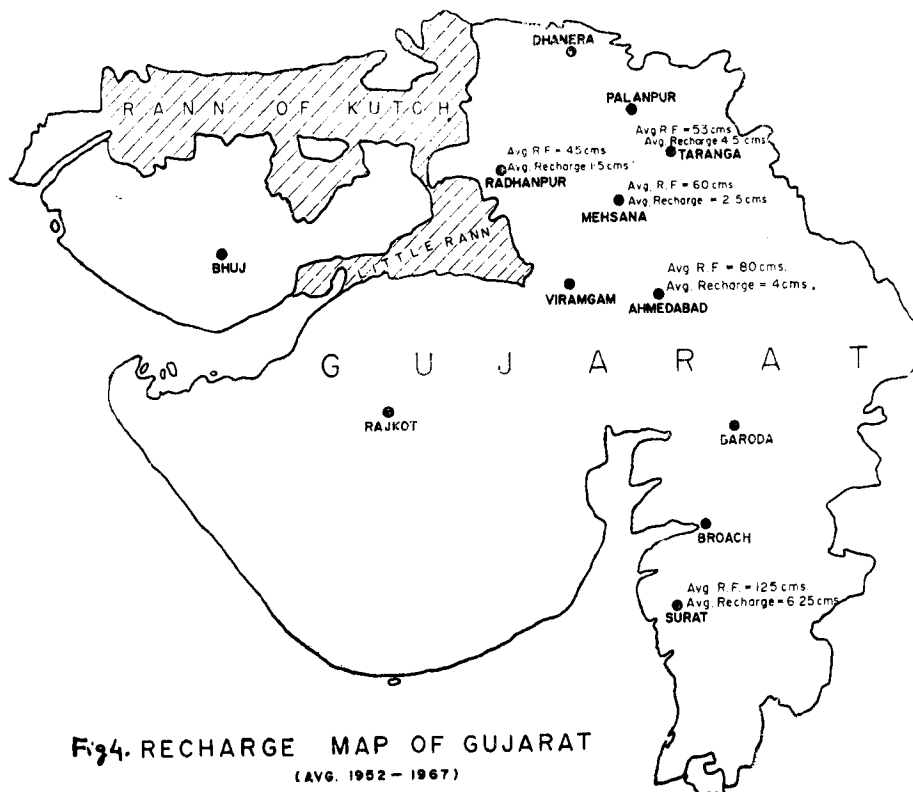 DHANERA
RANN OF KUTCH
PALANPUR
Avg R.F = 53 cms
Avg. Recharge 4.5 cms.
TARANGA
Avg R.F = 45 cms
Avg. Recharge 1.5 cms.
RADHANPUR
Avg. R.F = 60 cms
Avg. Recharge = 2.5 cms
MEHSANA
BHUJ
LITTLE RANN
VIRAMGAM
Avg R.F = 80 cms.
Avg. Recharge = 4 cms.
AHMEDABAD
GUJARAT
RAJKOT
BARODA
BROACH
Avg R.F. = 125 cms.
Avg. Recharge = 6.25 cms
SURAT
Fig 4. RECHARGE MAP OF GUJARAT
(AVG. 1952 - 1967)